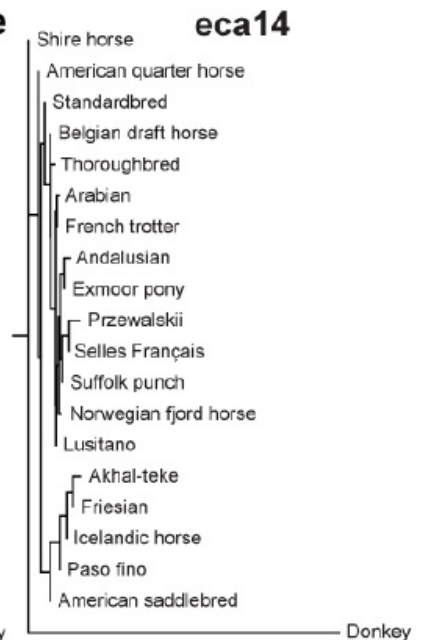 eca14
Shire horse
American quarter horse
Standardbred
Belgian draft horse
Thoroughbred
Arabian
French trotter
Andalusian
Exmoor pony
Przewalskii
Selles Français
Suffolk punch
Norwegian fjord horse
Lusitano
Akhal-teke
Friesian
Icelandic horse
Paso fino
American saddlebred
Donkey